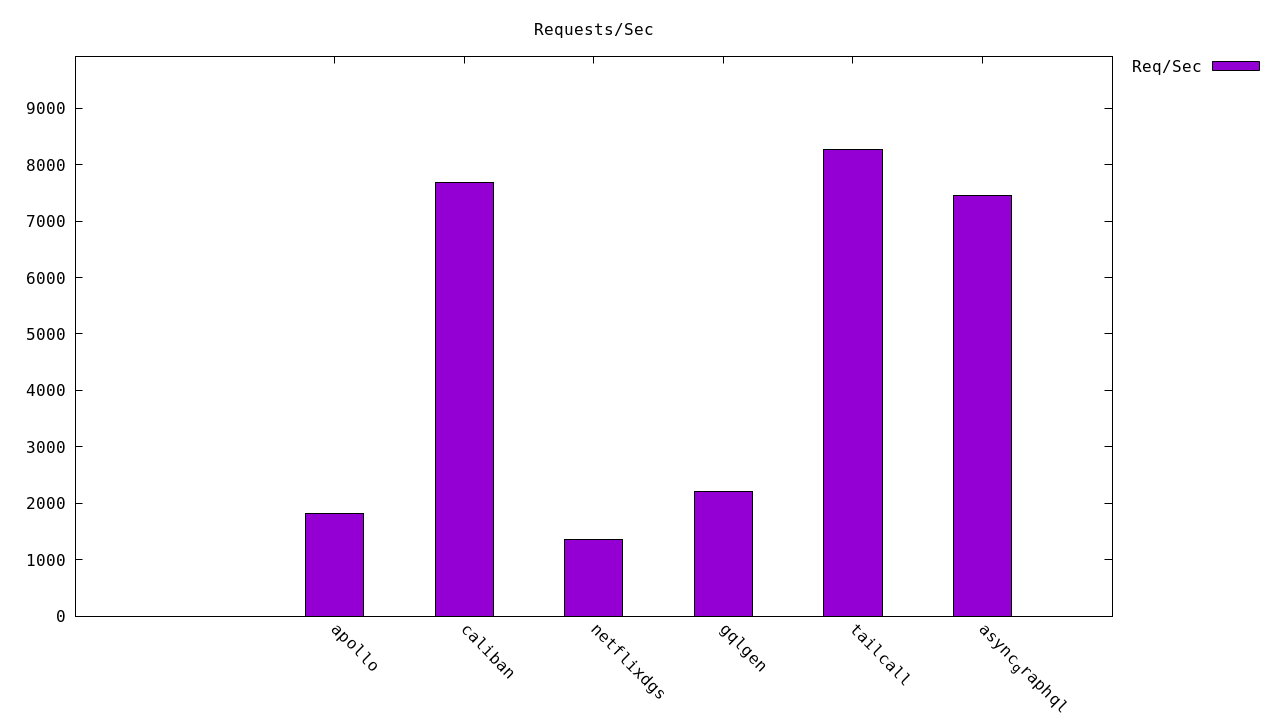 Requests/Sec
Req/Sec
9000
8000
7000
6000
5000
4000
3000
2000
1000
0
apollo
caliban
netflixdgs
gqlgen
tailcall
asyncgraphql